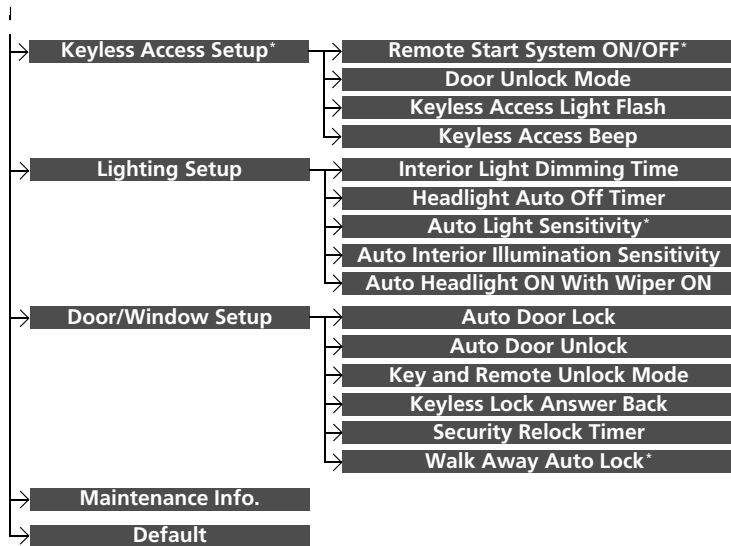 Keyless Access Setup*
Remote Start System ON/OFF*
Door Unlock Mode
Keyless Access Light Flash
Keyless Access Beep
Lighting Setup
Interior Light Dimming Time
Headlight Auto Off Timer
Auto Light Sensitivity*
Auto Interior Illumination Sensitivity
Auto Headlight ON With Wiper ON
Door/Window Setup
Auto Door Lock
Auto Door Unlock
Key and Remote Unlock Mode
Keyless Lock Answer Back
Security Relock Timer
Walk Away Auto Lock*
Maintenance Info.
Default